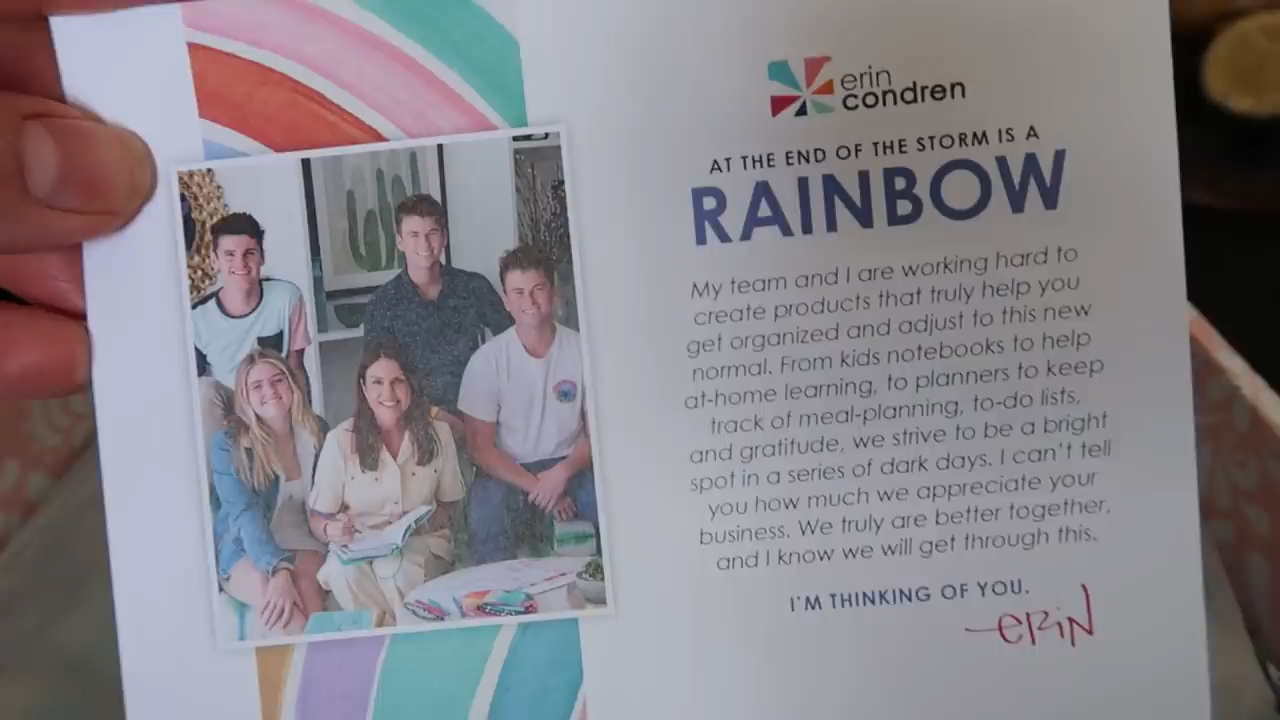 erin
condren
AT THE END OF THE STORM IS A
RAINBOW
My team and I are working hard to
create products that truly help you
get organized and adjust to this new
normal. From kids notebooks to help
at-home learning, to planners to keep
track of meal-planning, to-do lists,
and gratitude, we strive to be a bright
spot in a series of dark days. I can't tell
you how much we appreciate your
business. We truly are better together,
and I know we will get through this.
I'M THINKING OF YOU.
-ERiN